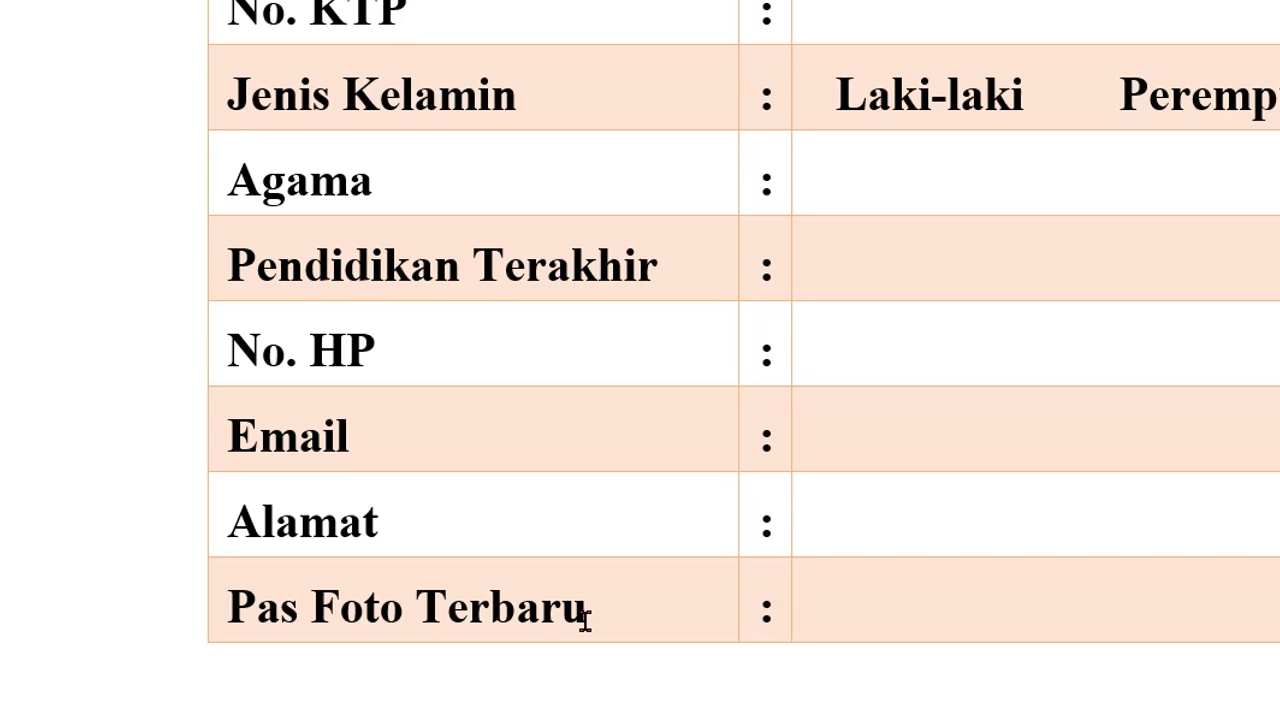 No. KTP :
Jenis Kelamin : Laki-laki
Agama :
Pendidikan Terakhir :
No. HP :
Email :
Alamat :
Pas Foto Terbaru :